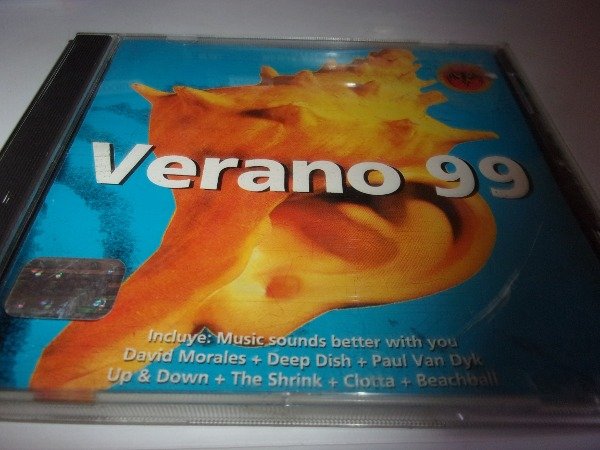 Verano 99
Incluye: Music sounds better with you
David Morales + Deep Dish + Paul Van Dyk
Up & Down + The Shrink + Clotta + Beachball